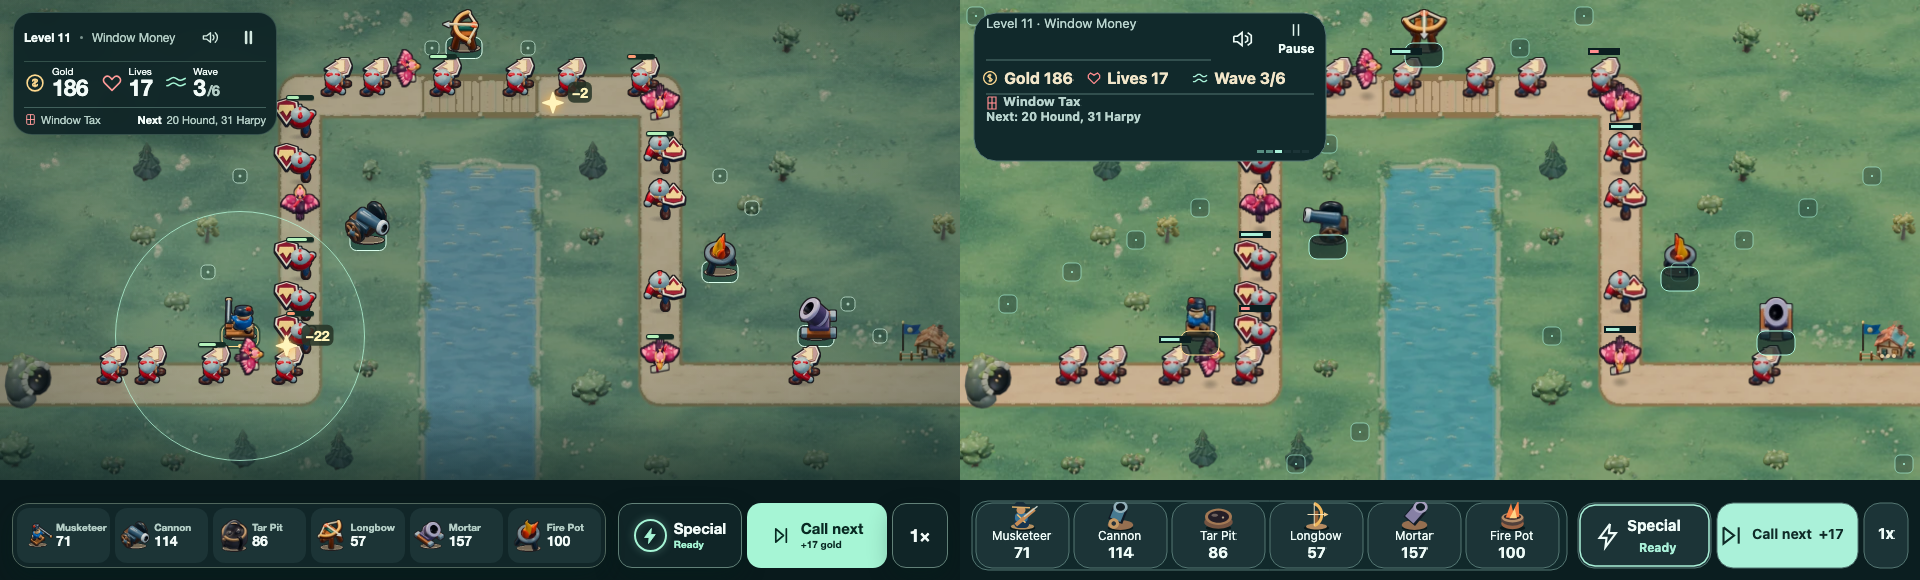 Level 11 · Window Money
Gold 186
Lives 17
Wave 3/6
Window Tax
Next 20 Hound, 31 Harpy
-2
-22
Musketeer 71
Cannon 114
Tar Pit 86
Longbow 57
Mortar 157
Fire Pot 100
Special
Ready
Call next
+17 gold
1×
Level 11 · Window Money
Pause
Gold 186
Lives 17
Wave 3/6
Window Tax
Next: 20 Hound, 31 Harpy
Musketeer 71
Cannon 114
Tar Pit 86
Longbow 57
Mortar 157
Fire Pot 100
Special
Ready
Call next +17
1x